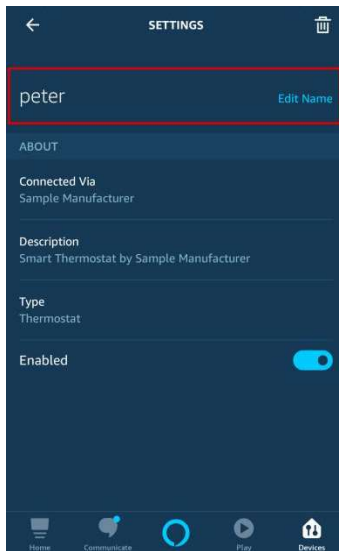 SETTINGS
peter
Edit Name
ABOUT
Connected Via
Sample Manufacturer
Description
Smart Thermostat by Sample Manufacturer
Type
Thermostat
Enabled
Home
Communicate
Play
Devices